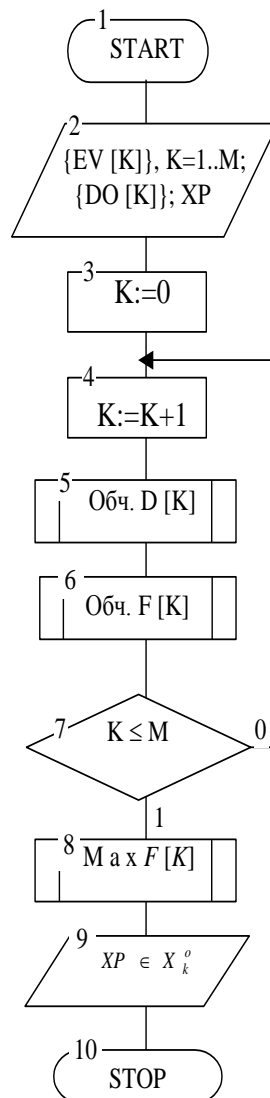 1
START
2
{EV [K]}, K=1..M;
{DO [K]}; XP
3
K:=0
4
K:=K+1
5
Обч. D [K]
6
Обч. F [K]
7
K ≤ M
0
1
8
M a x F [K]
9
XP ∈ X k o
10
STOP